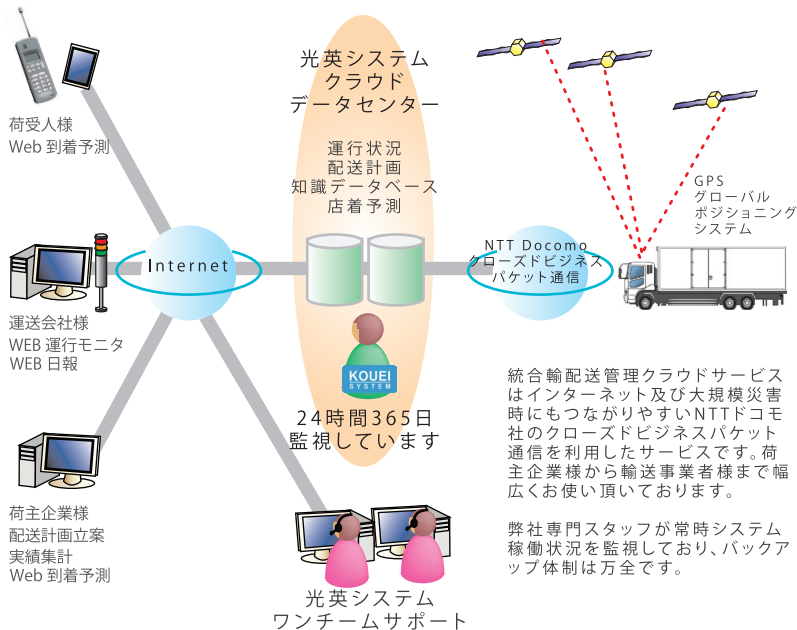 荷受人様
Web 到着予測
光英システム
クラウド
データセンター
運行状況
配送計画
知識データベース
店着予測
GPS
グローバル
ポジショニング
システム
Internet
NTT Docomo
クローズドビジネス
パケット通信
運送会社様
WEB 運行モニタ
WEB 日報
KOUEI
SYSTEM
24時間365日
監視しています
荷主企業様
配送計画立案
実績集計
Web 到着予測
統合輸配送管理クラウドサービス
はインターネット及び大規模災害
時にもつながりやすいNTTドコモ
社のクローズドビジネスパケット
通信を利用したサービスです。荷
主企業様から輸送事業者様まで幅
広くお使い頂いております。
弊社専門スタッフが常時システム
稼働状況を監視しており、バックア
ップ体制は万全です。
光英システム
ワンチームサポート